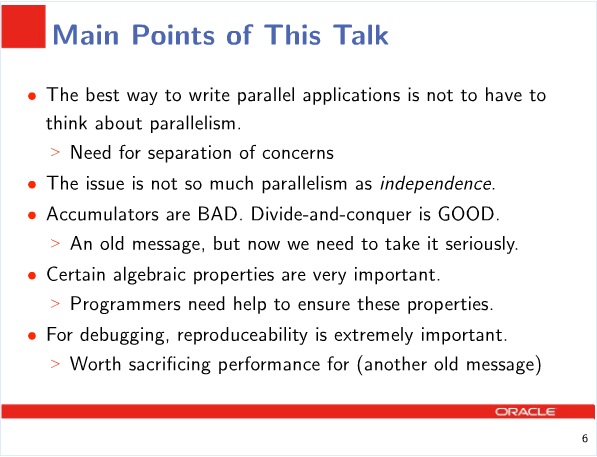 Main Points of This Talk
• The best way to write parallel applications is not to have to
think about parallelism.
> Need for separation of concerns
• The issue is not so much parallelism as independence.
• Accumulators are BAD. Divide-and-conquer is GOOD.
> An old message, but now we need to take it seriously.
• Certain algebraic properties are very important.
> Programmers need help to ensure these properties.
• For debugging, reproduceability is extremely important.
> Worth sacrificing performance for (another old message)
ORACLE
6